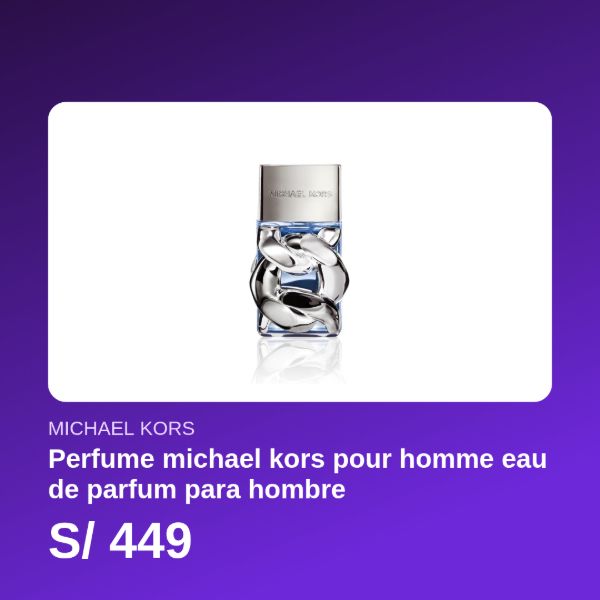 MICHAEL KORS
MICHAEL KORS
Perfume michael kors pour homme eau
de parfum para hombre
S/ 449